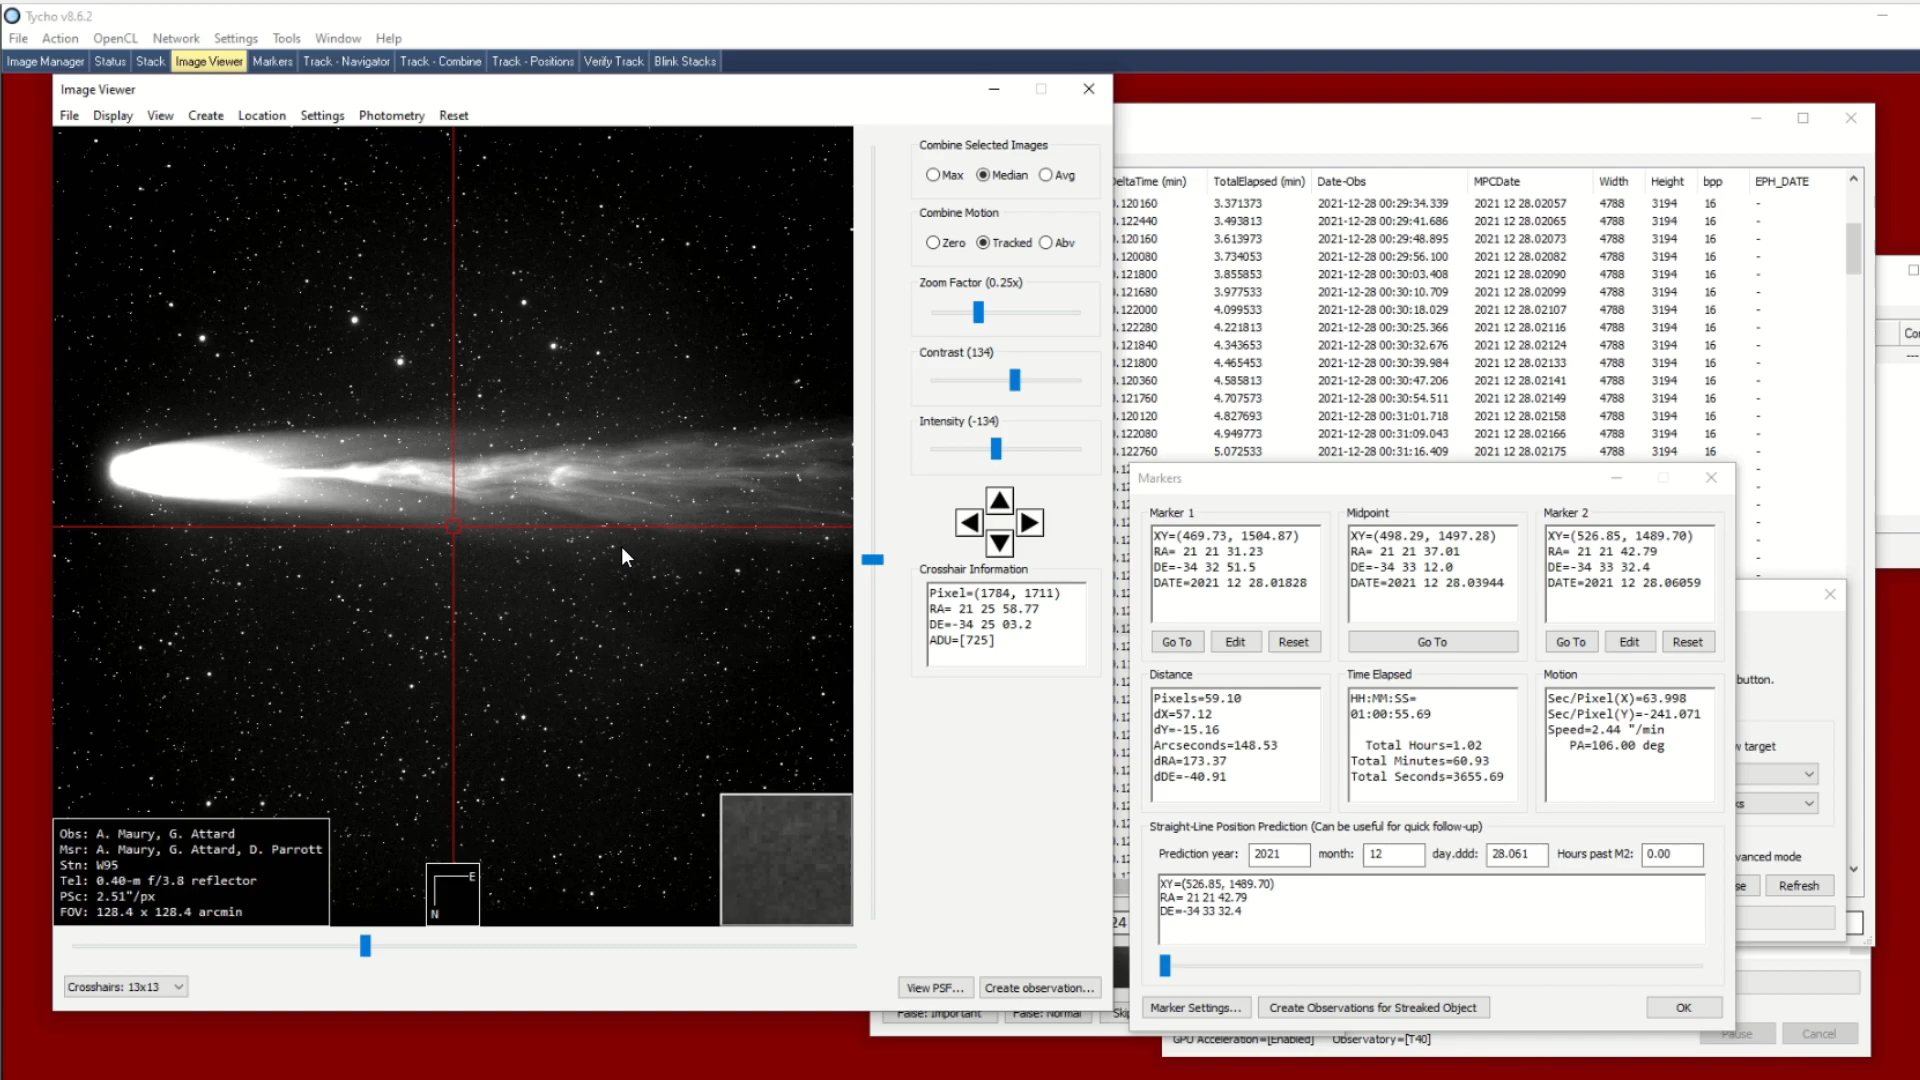 Tycho v8.6.2
File Action OpenCL Network Settings Tools Window Help
Image Manager Status Stack Image Viewer Markers Track - Navigator Track - Combine Track - Positions Verify Track Blink Stacks
Image Viewer
File Display View Create Location Settings Photometry Reset
Combine Selected Images
Max Median Avg
Combine Motion
Zero Tracked Abv
Zoom Factor (0.25x)
Contrast (134)
Intensity (-134)
Crosshair Information
Pixel=(1784, 1711)
RA= 21 25 58.77
DE=-34 25 03.2
ADU=[725]
Obs: A. Maury, G. Attard
Msr: A. Maury, G. Attard, D. Parrott
Stn: W95
Tel: 0.40-m f/3.8 reflector
PSc: 2.51"/px
FOV: 128.4 x 128.4 arcmin
E
N
Crosshairs: 13x13
View PSF... Create observation...
DeltaTime (min) TotalElapsed (min) Date-Obs MPCDate Width Height bpp EPH_DATE
.120160 3.371373 2021-12-28 00:29:34.339 2021 12 28.02057 4788 3194 16 -
.122440 3.493813 2021-12-28 00:29:41.686 2021 12 28.02065 4788 3194 16 -
.120160 3.613973 2021-12-28 00:29:48.895 2021 12 28.02073 4788 3194 16 -
.120080 3.734053 2021-12-28 00:29:56.100 2021 12 28.02082 4788 3194 16 -
.121800 3.855853 2021-12-28 00:30:03.408 2021 12 28.02090 4788 3194 16 -
.121680 3.977533 2021-12-28 00:30:10.709 2021 12 28.02099 4788 3194 16 -
.122000 4.099533 2021-12-28 00:30:18.029 2021 12 28.02107 4788 3194 16 -
.122280 4.221813 2021-12-28 00:30:25.366 2021 12 28.02116 4788 3194 16 -
.121840 4.343653 2021-12-28 00:30:32.676 2021 12 28.02124 4788 3194 16 -
.121800 4.465453 2021-12-28 00:30:39.984 2021 12 28.02133 4788 3194 16 -
.120360 4.585813 2021-12-28 00:30:47.206 2021 12 28.02141 4788 3194 16 -
.121760 4.707573 2021-12-28 00:30:54.511 2021 12 28.02149 4788 3194 16 -
.120120 4.827693 2021-12-28 00:31:01.718 2021 12 28.02158 4788 3194 16 -
.122080 4.949773 2021-12-28 00:31:09.043 2021 12 28.02166 4788 3194 16 -
.122760 5.072533 2021-12-28 00:31:16.409 2021 12 28.02175 4788 3194 16 -
Markers
Marker 1
XY=(469.73, 1504.87)
RA= 21 21 31.23
DE=-34 32 51.5
DATE=2021 12 28.01828
Go To Edit Reset
Midpoint
XY=(498.29, 1497.28)
RA= 21 21 37.01
DE=-34 33 12.0
DATE=2021 12 28.03944
Go To
Marker 2
XY=(526.85, 1489.70)
RA= 21 21 42.79
DE=-34 33 32.4
DATE=2021 12 28.06059
Go To Edit Reset
Distance
Pixels=59.10
dX=57.12
dY=-15.16
Arcseconds=148.53
dRA=173.37
dDE=-40.91
Time Elapsed
HH:MM:SS=
01:00:55.69
Total Hours=1.02
Total Minutes=60.93
Total Seconds=3655.69
Motion
Sec/Pixel(X)=63.998
Sec/Pixel(Y)=-241.071
Speed=2.44 "/min
PA=106.00 deg
Straight-Line Position Prediction (Can be useful for quick follow-up)
Prediction year: 2021 month: 12 day.ddd: 28.061 Hours past M2: 0.00
XY=(526.85, 1489.70)
RA= 21 21 42.79
DE=-34 33 32.4
Marker Settings... Create Observations for Streaked Object OK
button.
target
vanced mode
Refresh
24
False: Important False: Normal
GPU Acceleration=[Enabled] Observatory=[T40]
Pause Cancel